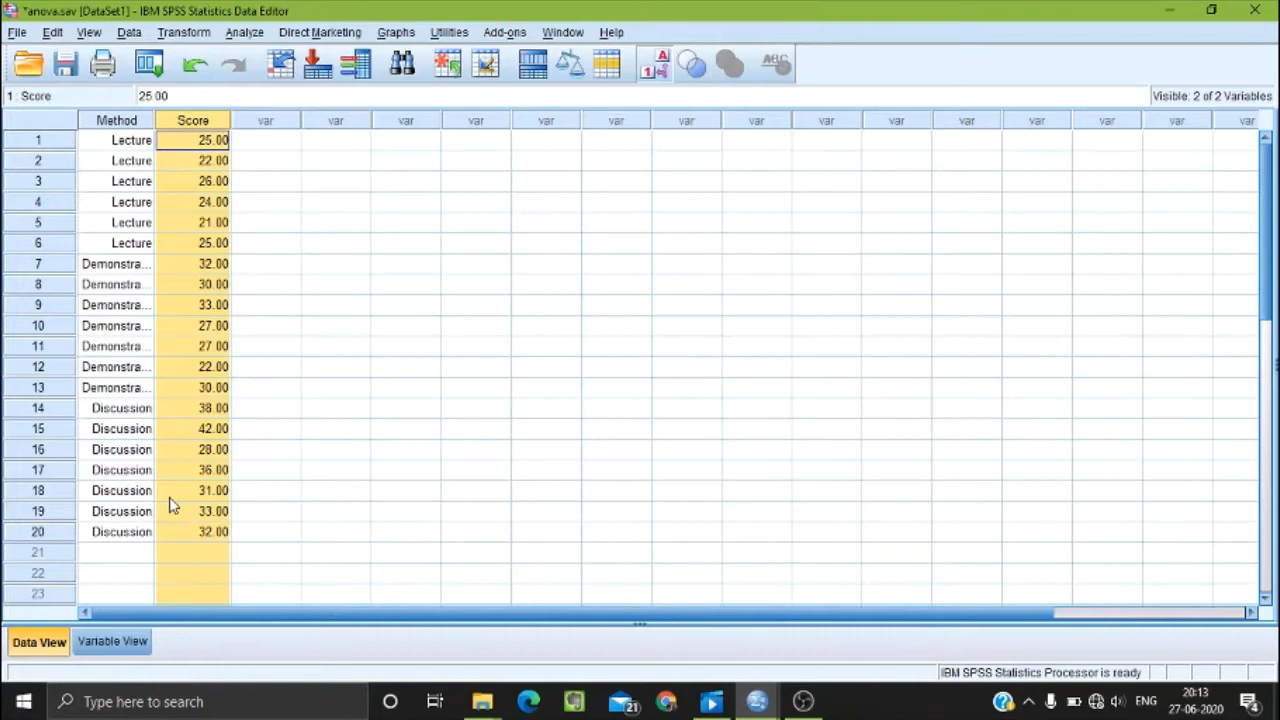 *anova.sav [DataSet1] - IBM SPSS Statistics Data Editor
File Edit View Data Transform Analyze Direct Marketing Graphs Utilities Add-ons Window Help
A
1
ABC
1 : Score 25.00 Visible: 2 of 2 Variables
Method Score var var var var var var var var var var var var var var var
1 Lecture 25.00
2 Lecture 22.00
3 Lecture 26.00
4 Lecture 24.00
5 Lecture 21.00
6 Lecture 25.00
7 Demonstra... 32.00
8 Demonstra... 30.00
9 Demonstra... 33.00
10 Demonstra... 27.00
11 Demonstra... 27.00
12 Demonstra... 22.00
13 Demonstra... 30.00
14 Discussion 38.00
15 Discussion 42.00
16 Discussion 28.00
17 Discussion 36.00
18 Discussion 31.00
19 Discussion 33.00
20 Discussion 32.00
21
22
23
Data View Variable View
IBM SPSS Statistics Processor is ready
Type here to search 21 ENG 20:13
27-06-2020 4